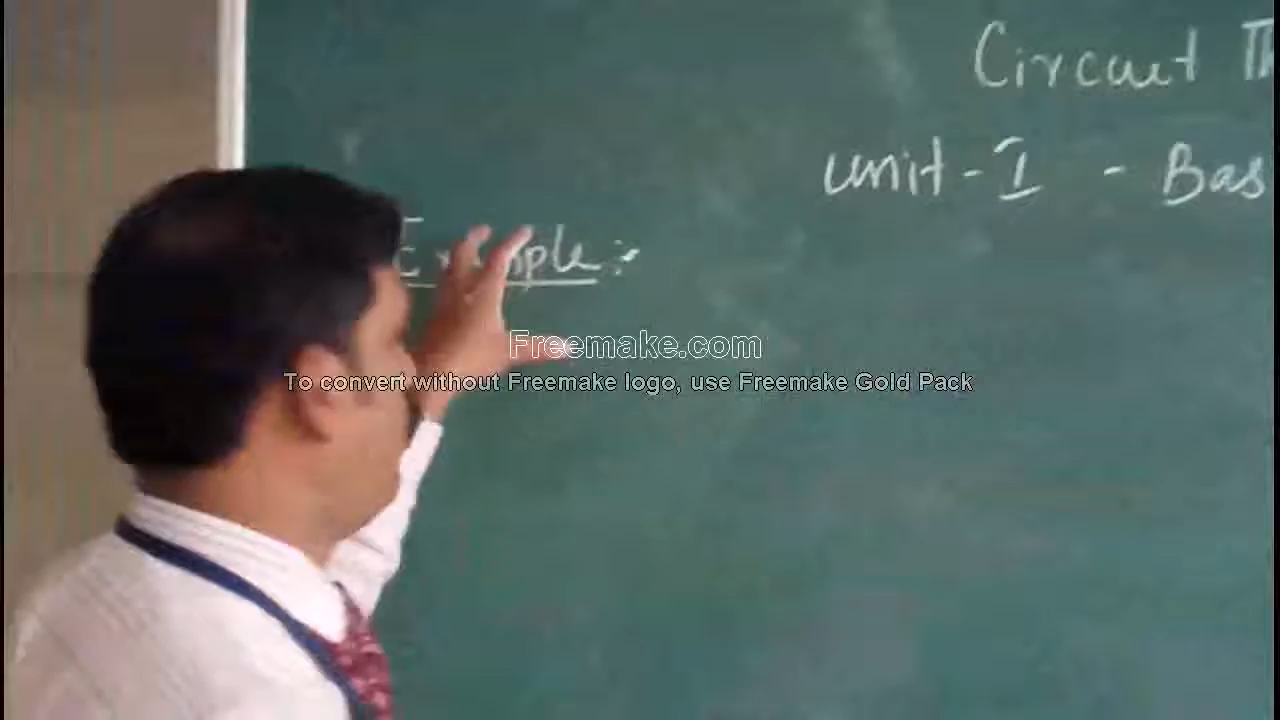 Circuit Th
Unit - I - Bas
Example :-
Freemake.com
To convert without Freemake logo, use Freemake Gold Pack